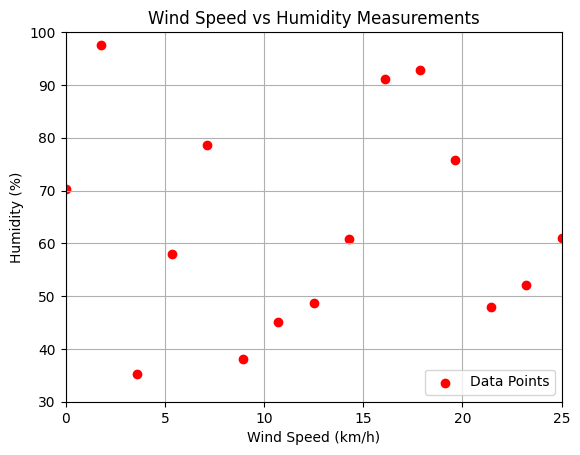 Wind Speed vs Humidity Measurements
100
90
80
70
60
50
40
30
Humidity (%)
Data Points
0 5 10 15 20 25
Wind Speed (km/h)